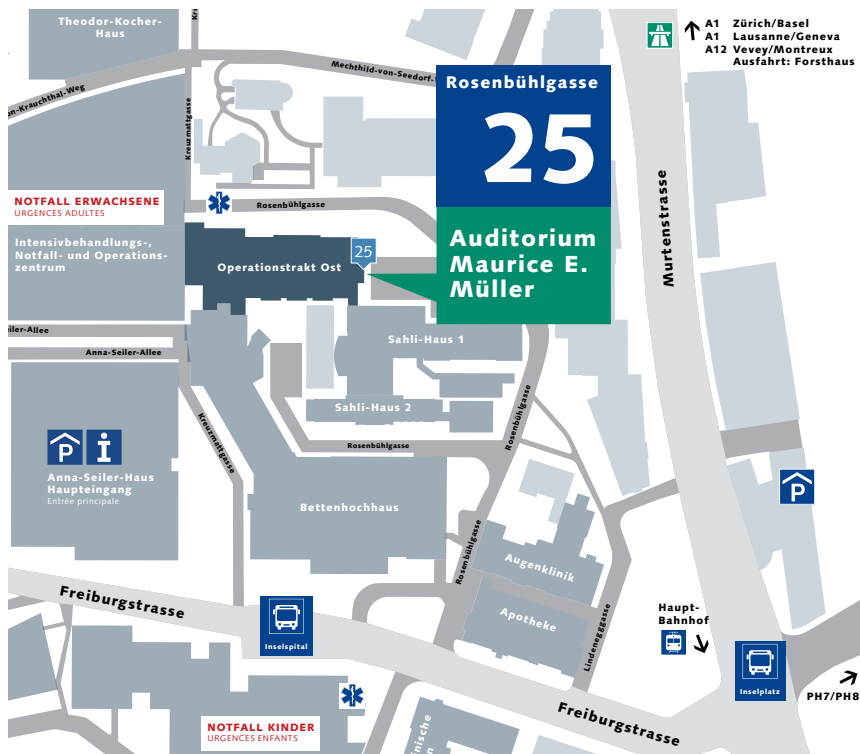 Theodor-Kocher-
Haus
Mechthild-von-Seedorf-
on-Krauchthal-Weg
Kreuzmattgasse
A1 Zürich/Basel
A1 Lausanne/Geneva
A12 Vevey/Montreux
Ausfahrt: Forsthaus
Rosenbühlgasse
25
Auditorium
Maurice E.
Müller
NOTFALL ERWACHSENE
URGENCES ADULTES
Rosenbühlgasse
Intensivbehandlungs-,
Notfall- und Operations-
zentrum
Operationstrakt Ost
25
Murtenstrasse
eiler-Allee
Anna-Seiler-Allee
Sahli-Haus 1
Sahli-Haus 2
Kreuzmattgasse
Rosenbühlgasse
Rosenbühlgasse
P i
Anna-Seiler-Haus
Haupteingang
Entrée principale
Bettenhochhaus
P
Rosenbühlgasse
Augenklinik
Apotheke
Lindenegggasse
Freiburgstrasse
Inselspital
Haupt-
Bahnhof
Inselplatz
PH7/PH8
Freiburgstrasse
NOTFALL KINDER
URGENCES ENFANTS
inische